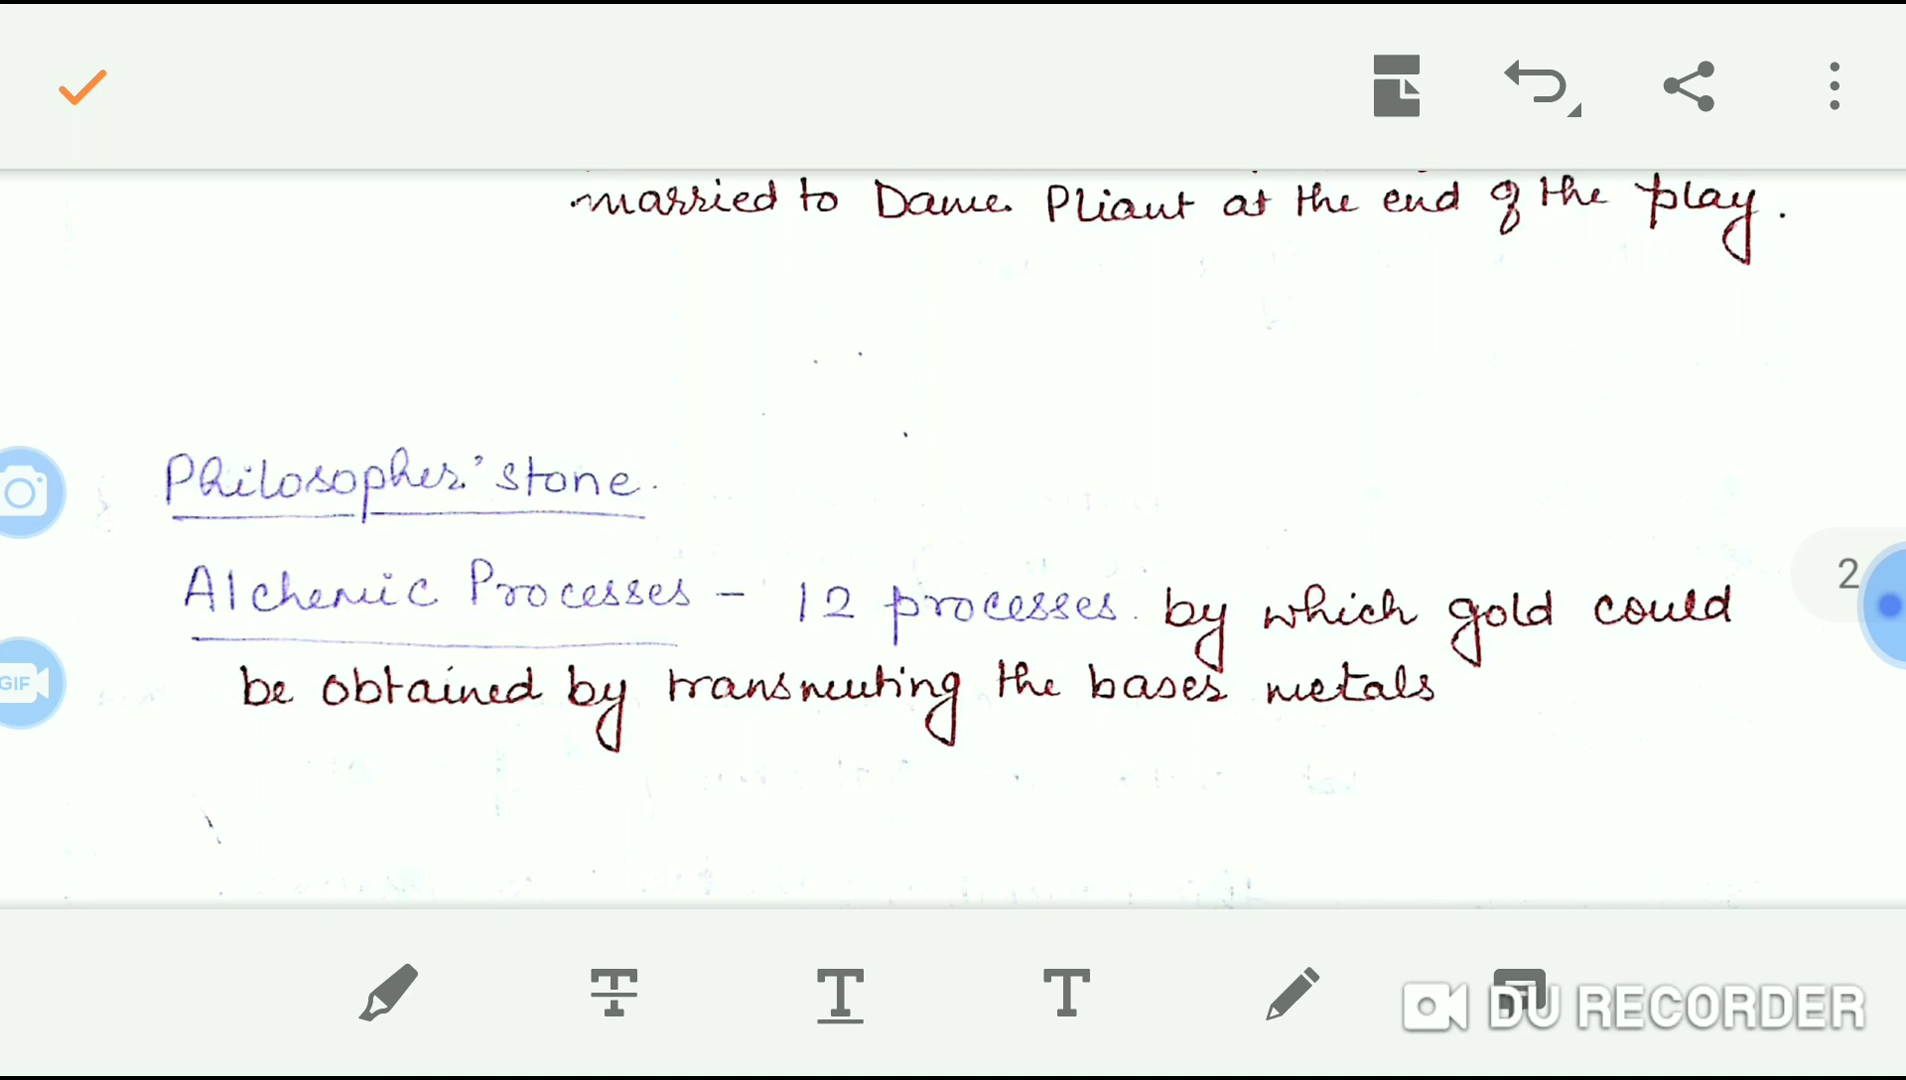 married to Dame Pliant at the end of the play.
Philosopher's stone.
Alchemic Processes - 12 processes by which gold could
be obtained by transmuting the bases metals
2
GIF
T T T
DU RECORDER